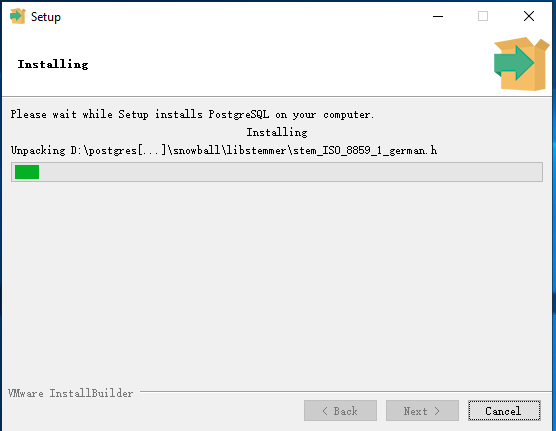 Setup
Installing
Please wait while Setup installs PostgreSQL on your computer.
Installing
Unpacking D:\postgres[...]\snowball\libstemmer\stem_ISO_8859_1_german.h
VMware InstallBuilder
< Back
Next >
Cancel